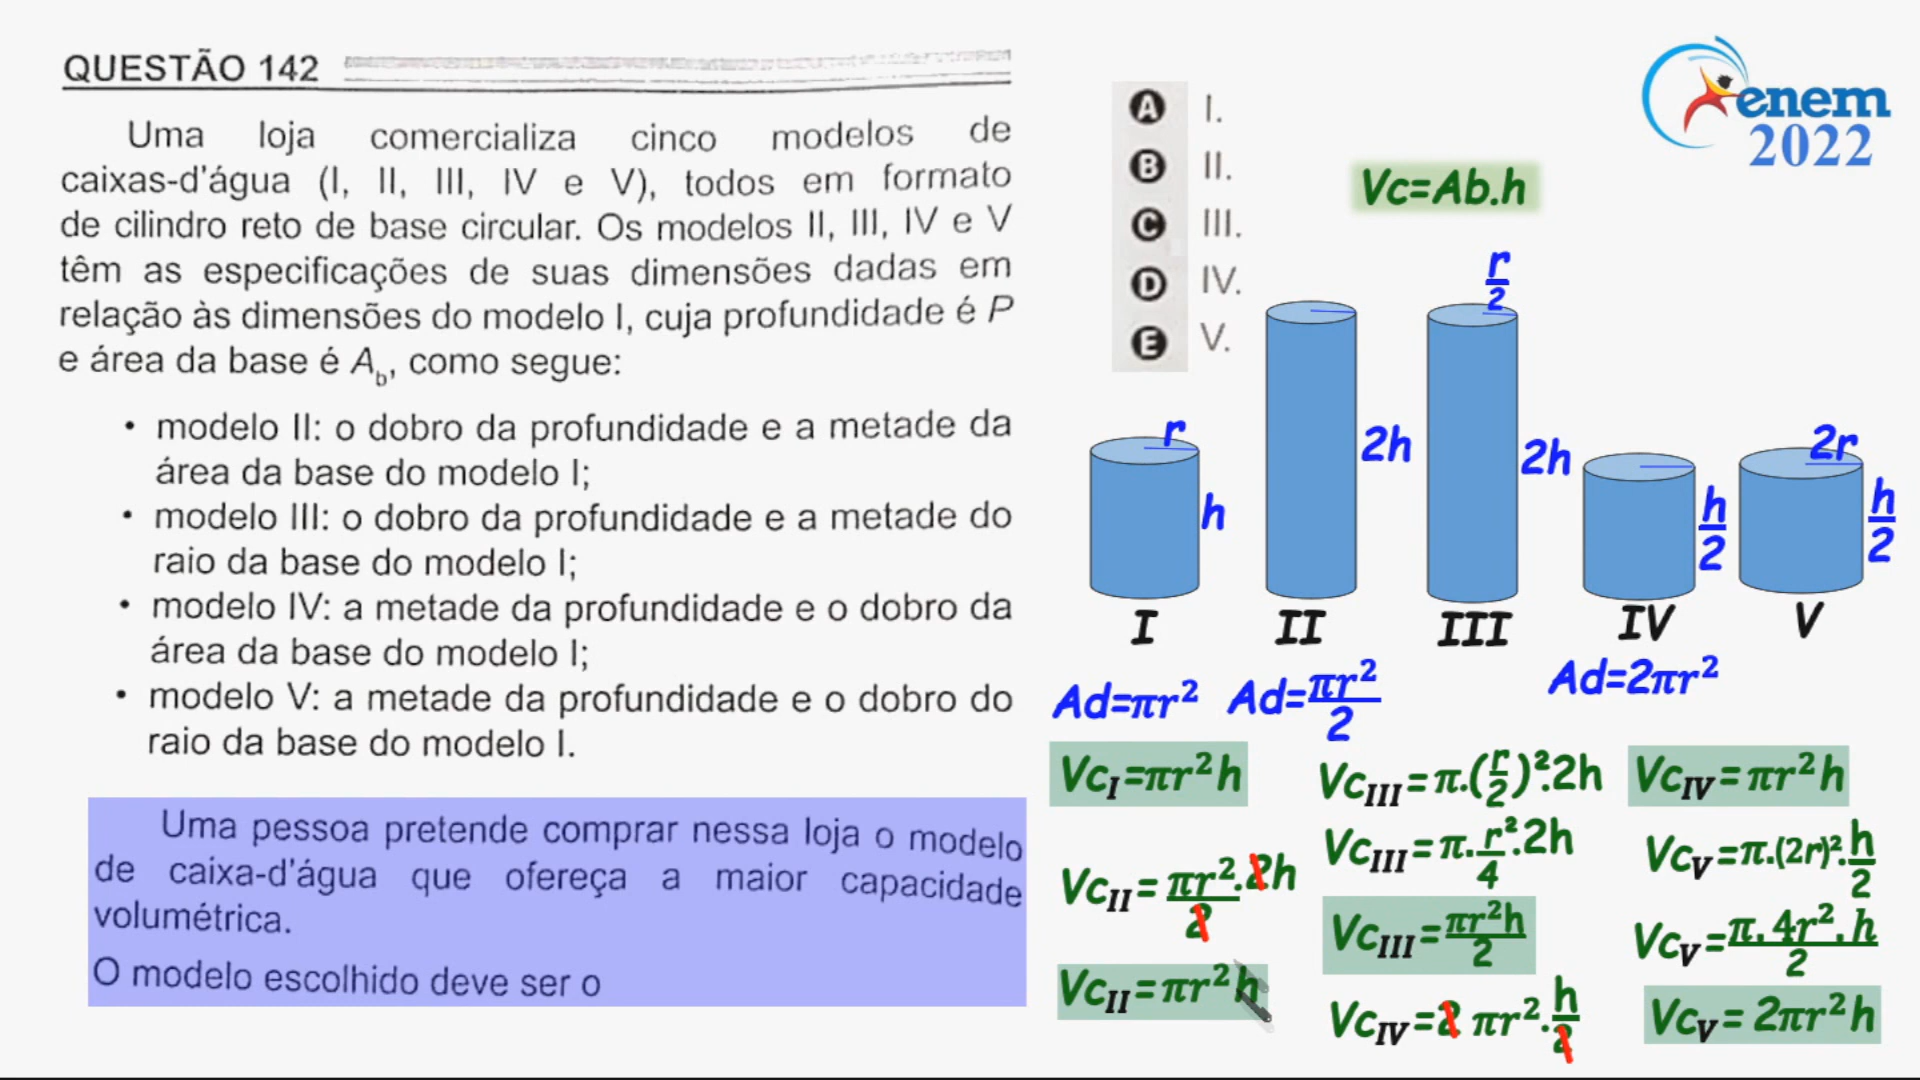 QUESTÃO 142
Uma loja comercializa cinco modelos de
caixas-d'água (I, II, III, IV e V), todos em formato
de cilindro reto de base circular. Os modelos II, III, IV e V
têm as especificações de suas dimensões dadas em
relação às dimensões do modelo I, cuja profundidade é P
e área da base é A_b, como segue:
• modelo II: o dobro da profundidade e a metade da
área da base do modelo I;
• modelo III: o dobro da profundidade e a metade do
raio da base do modelo I;
• modelo IV: a metade da profundidade e o dobro da
área da base do modelo I;
• modelo V: a metade da profundidade e o dobro do
raio da base do modelo I.
Uma pessoa pretende comprar nessa loja o modelo
de caixa-d'água que ofereça a maior capacidade
volumétrica.
O modelo escolhido deve ser o
A I.
B II.
C III.
D IV.
E V.
enem
2022
Vc=Ab.h
r
h
2h
r/2
2h
h/2
2r
h/2
I
II
III
IV
V
Ad=πr²
Ad=πr²/2
Ad=2πr²
Vc_I=πr²h
Vc_II=πr²/2.2h
Vc_II=πr²h
Vc_III=π.(r/2)².2h
Vc_III=π.r²/4.2h
Vc_III=πr²h/2
Vc_IV=2πr².h/2
Vc_IV=πr²h
Vc_V=π.(2r)².h/2
Vc_V=π.4r².h/2
Vc_V=2πr²h